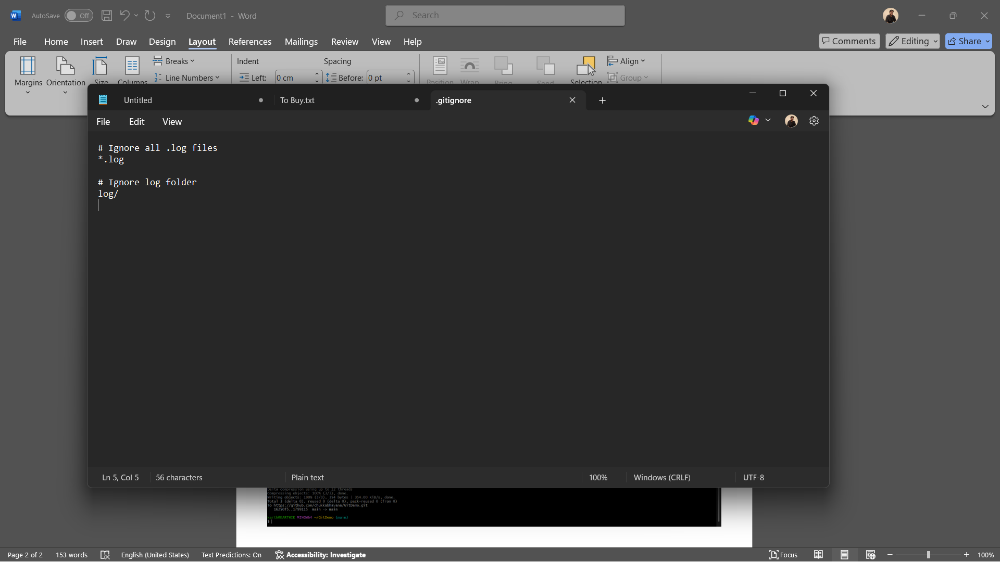 AutoSave Off Document1 - Word Search
File Home Insert Draw Design Layout References Mailings Review View Help Comments Editing Share
Margins Orientation Size Columns Breaks Line Numbers
Indent Spacing
Left: 0 cm Before: 0 pt
Position Wrap Bring Send Selection Align Group
Untitled To Buy.txt .gitignore
File Edit View
# Ignore all .log files
*.log
# Ignore log folder
log/
Ln 5, Col 5 56 characters Plain text 100% Windows (CRLF) UTF-8
Delta compression using up to 12 threads
Compressing objects: 100% (3/3), done.
Writing objects: 100% (3/3), 354 bytes | 354.00 KiB/s, done.
Total 3 (delta 0), reused 0 (delta 0), pack-reused 0 (from 0)
To https://github.com/chukkabhavana/GitDemo.git
16250f5..1799115 main -> main
karth@KARTHIK MINGW64 ~/GitDemo (main)
$
Page 2 of 2 153 words English (United States) Text Predictions: On Accessibility: Investigate Focus 100%